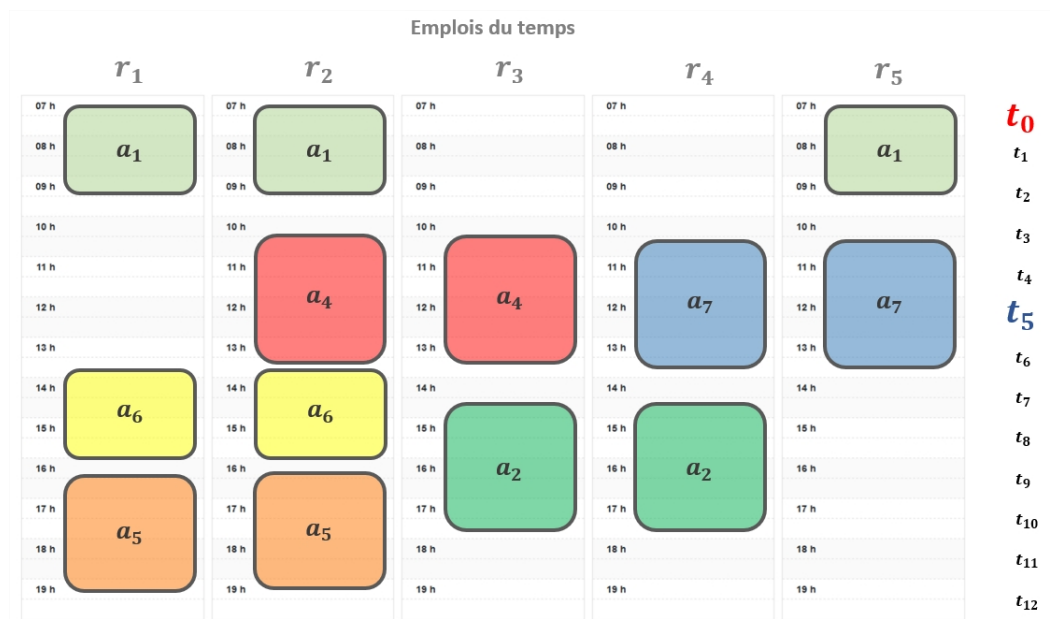 Emplois du temps
r₁ r₂ r₃ r₄ r₅
07 h 07 h 07 h 07 h 07 h t₀
a₁ a₁ a₁
08 h 08 h 08 h 08 h 08 h t₁
09 h 09 h 09 h 09 h 09 h t₂
10 h 10 h 10 h 10 h 10 h t₃
11 h 11 h 11 h 11 h 11 h t₄
a₄ a₄ a₇ a₇
12 h 12 h 12 h 12 h 12 h t₅
13 h 13 h 13 h 13 h 13 h t₆
14 h 14 h 14 h 14 h 14 h t₇
a₆ a₆
15 h 15 h 15 h 15 h 15 h t₈
16 h 16 h 16 h 16 h 16 h t₉
a₂ a₂
17 h 17 h 17 h 17 h 17 h t₁₀
a₅ a₅
18 h 18 h 18 h 18 h 18 h t₁₁
19 h 19 h 19 h 19 h 19 h t₁₂